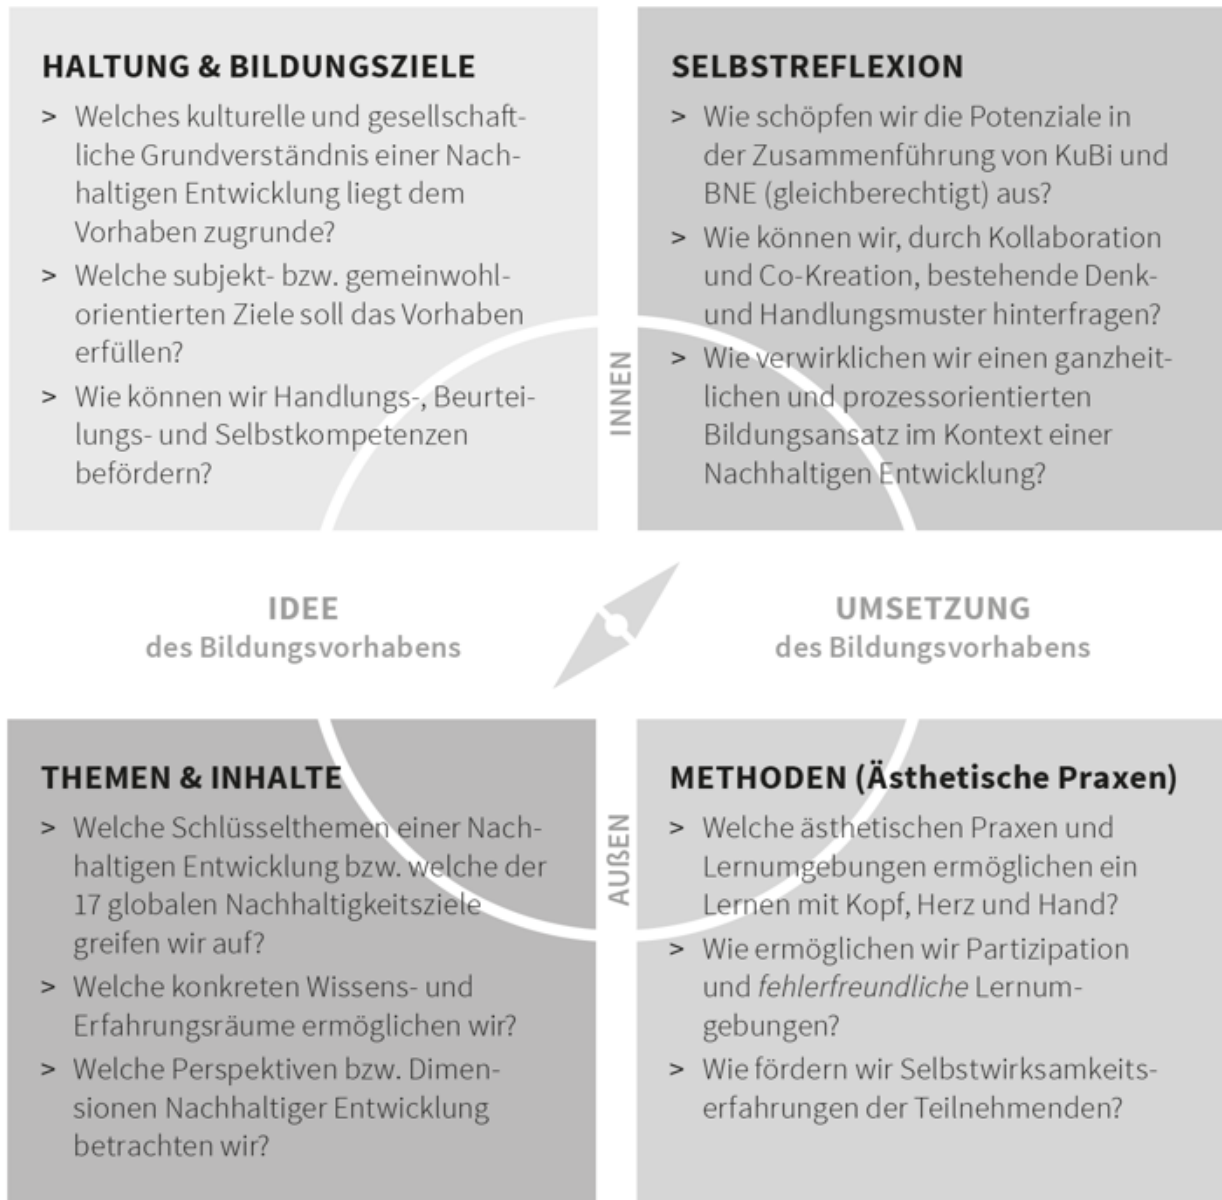 HALTUNG & BILDUNGSZIELE
> Welches kulturelle und gesellschaft-
liche Grundverständnis einer Nach-
haltigen Entwicklung liegt dem
Vorhaben zugrunde?
> Welche subjekt- bzw. gemeinwohl-
orientierten Ziele soll das Vorhaben
erfüllen?
> Wie können wir Handlungs-, Beurtei-
lungs- und Selbstkompetenzen
befördern?
INNEN
SELBSTREFLEXION
> Wie schöpfen wir die Potenziale in
der Zusammenführung von KuBi und
BNE (gleichberechtigt) aus?
> Wie können wir, durch Kollaboration
und Co-Kreation, bestehende Denk-
und Handlungsmuster hinterfragen?
> Wie verwirklichen wir einen ganzheit-
lichen und prozessorientierten
Bildungsansatz im Kontext einer
Nachhaltigen Entwicklung?
IDEE
des Bildungsvorhabens
UMSETZUNG
des Bildungsvorhabens
THEMEN & INHALTE
> Welche Schlüsselthemen einer Nach-
haltigen Entwicklung bzw. welche der
17 globalen Nachhaltigkeitsziele
greifen wir auf?
> Welche konkreten Wissens- und
Erfahrungsräume ermöglichen wir?
> Welche Perspektiven bzw. Dimen-
sionen Nachhaltiger Entwicklung
betrachten wir?
AUßEN
METHODEN (Ästhetische Praxen)
> Welche ästhetischen Praxen und
Lernumgebungen ermöglichen ein
Lernen mit Kopf, Herz und Hand?
> Wie ermöglichen wir Partizipation
und fehlerfreundliche Lernum-
gebungen?
> Wie fördern wir Selbstwirksamkeits-
erfahrungen der Teilnehmenden?